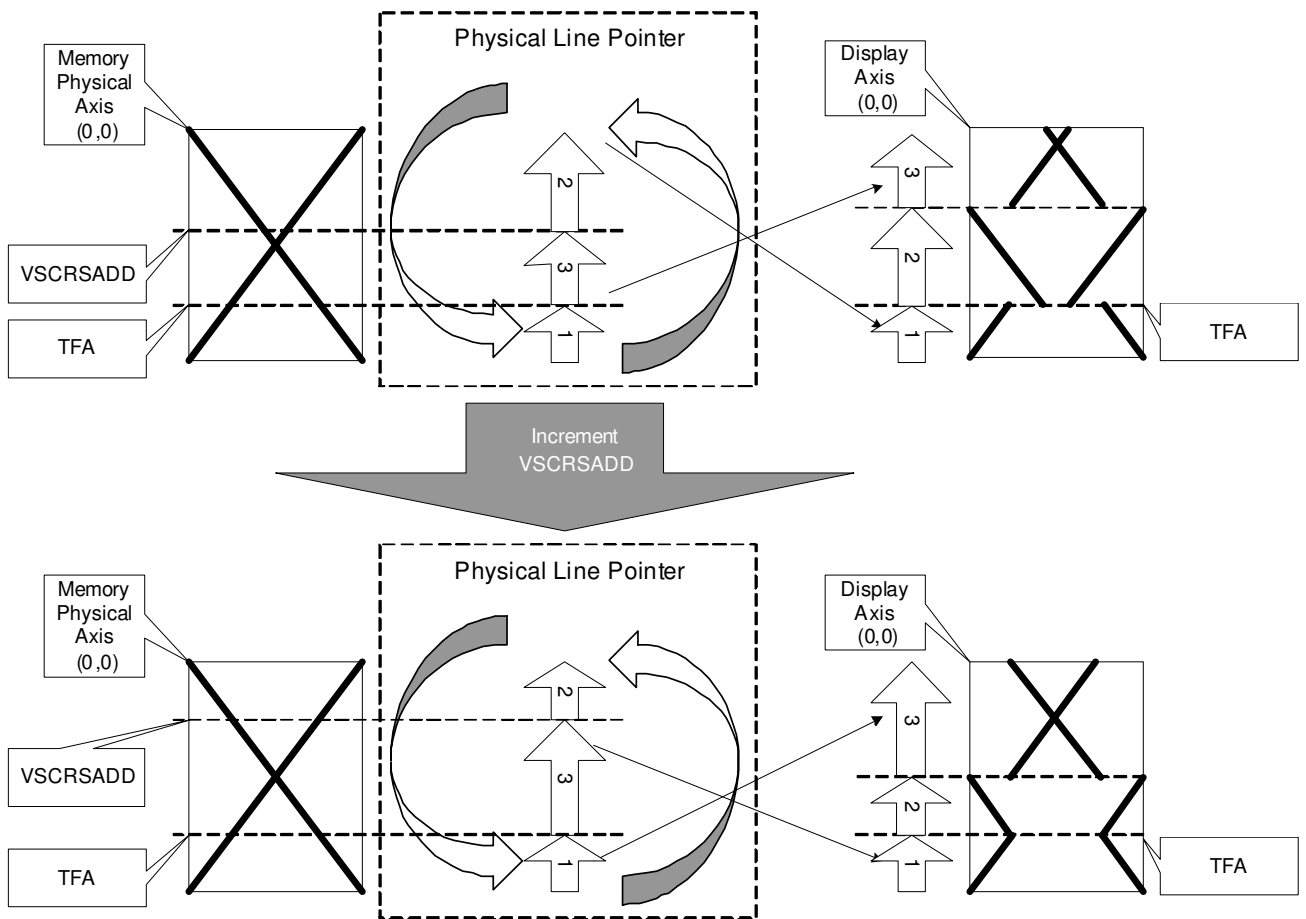 Physical Line Pointer
Memory
Physical
Axis
(0,0)
Display
Axis
(0,0)
3
2
2
VSCRSADD
3
TFA
1
1
TFA
Increment
VSCRSADD
Physical Line Pointer
Memory
Physical
Axis
(0,0)
Display
Axis
(0,0)
2
3
VSCRSADD
3
2
TFA
1
1
TFA